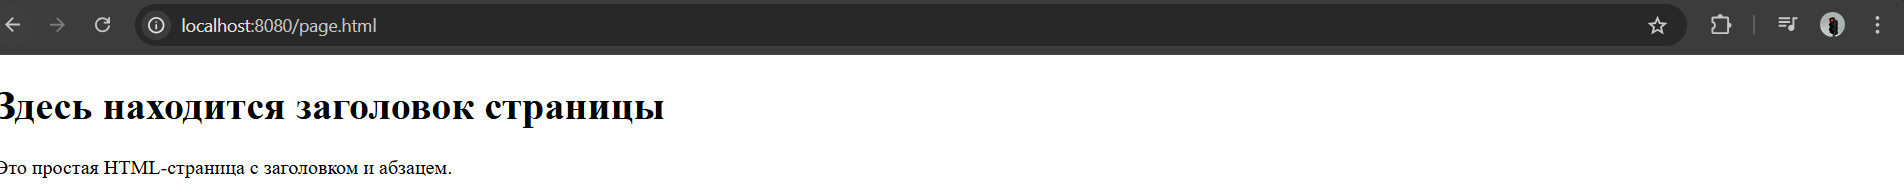 localhost:8080/page.html
Здесь находится заголовок страницы
Это простая HTML-страница с заголовком и абзацем.